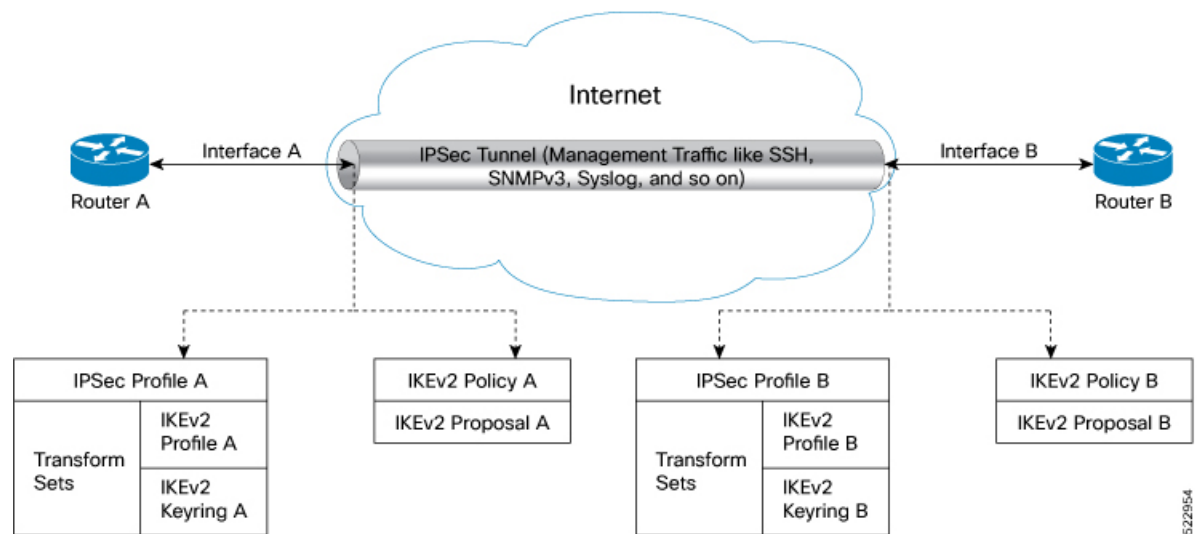 Internet
Interface A
IPSec Tunnel (Management Traffic like SSH,
SNMPv3, Syslog, and so on)
Interface B
Router A
Router B
IPSec Profile A
Transform
Sets
IKEv2
Profile A
IKEv2
Keyring A
IKEv2 Policy A
IKEv2 Proposal A
IPSec Profile B
Transform
Sets
IKEv2
Profile B
IKEv2
Keyring B
IKEv2 Policy B
IKEv2 Proposal B
522954